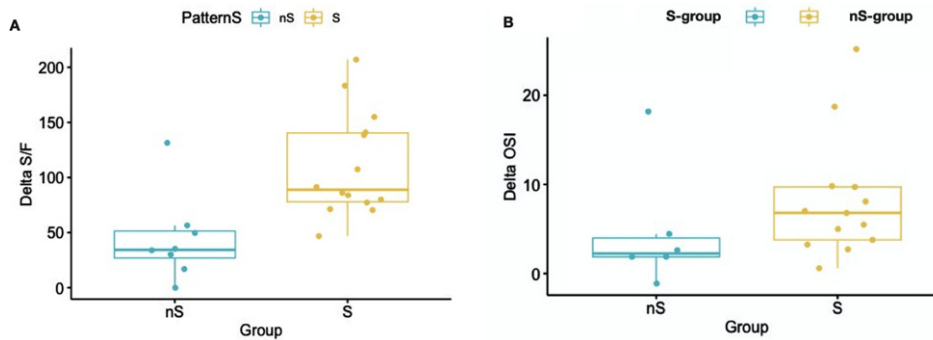 A
PatternS nS S
Delta S/F
200
150
100
50
0
nS S
Group
B
S-group nS-group
Delta OSI
20
10
0
nS S
Group